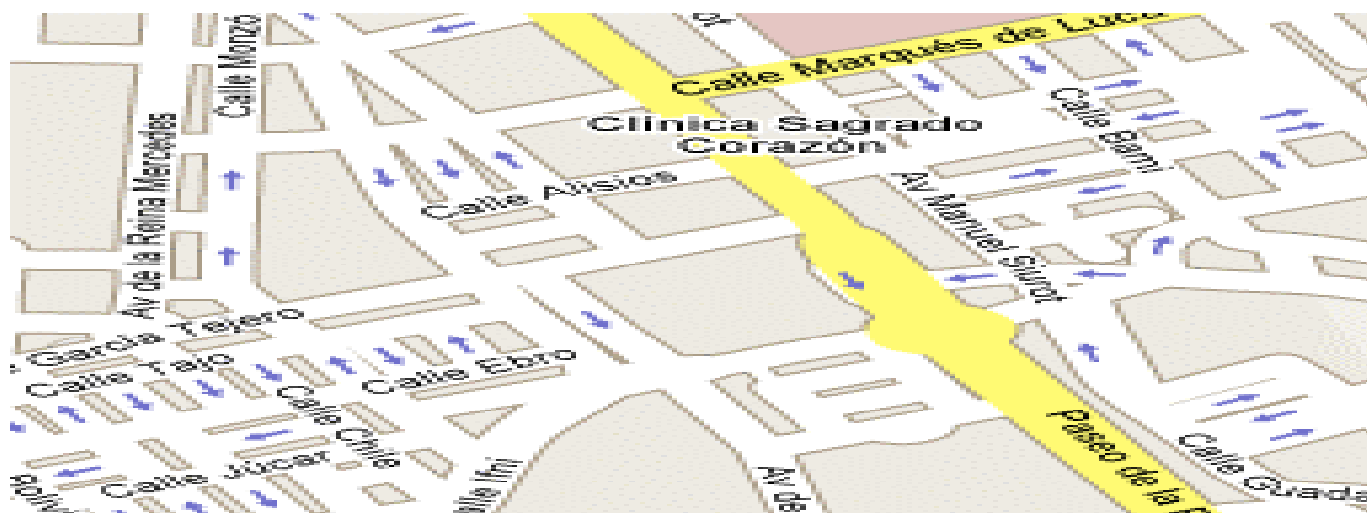 Calle Monzó
Calle Marqués de Luca
Clínica Sagrado
Corazón
Calle Bami
Av de la Reina Mercedes
Calle Alisios
Av Manuel Siurot
García Tejero
Calle Tajo
Calle Ebro
Calle Chile
Calle Júcar
Paseo de la
Calle Guada
Av de